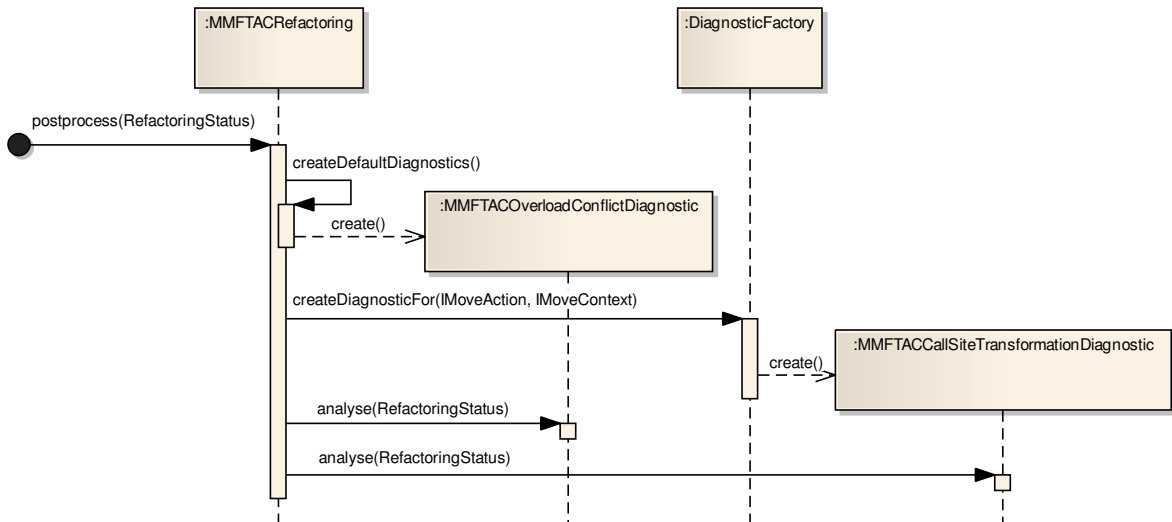 :MMFTACRefactoring
:DiagnosticFactory
postprocess(RefactoringStatus)
createDefaultDiagnostics()
:MMFTACOverloadConflictDiagnostic
create()
createDiagnosticFor(IMoveAction, IMoveContext)
:MMFTACCallSiteTransformationDiagnostic
create()
analyse(RefactoringStatus)
analyse(RefactoringStatus)